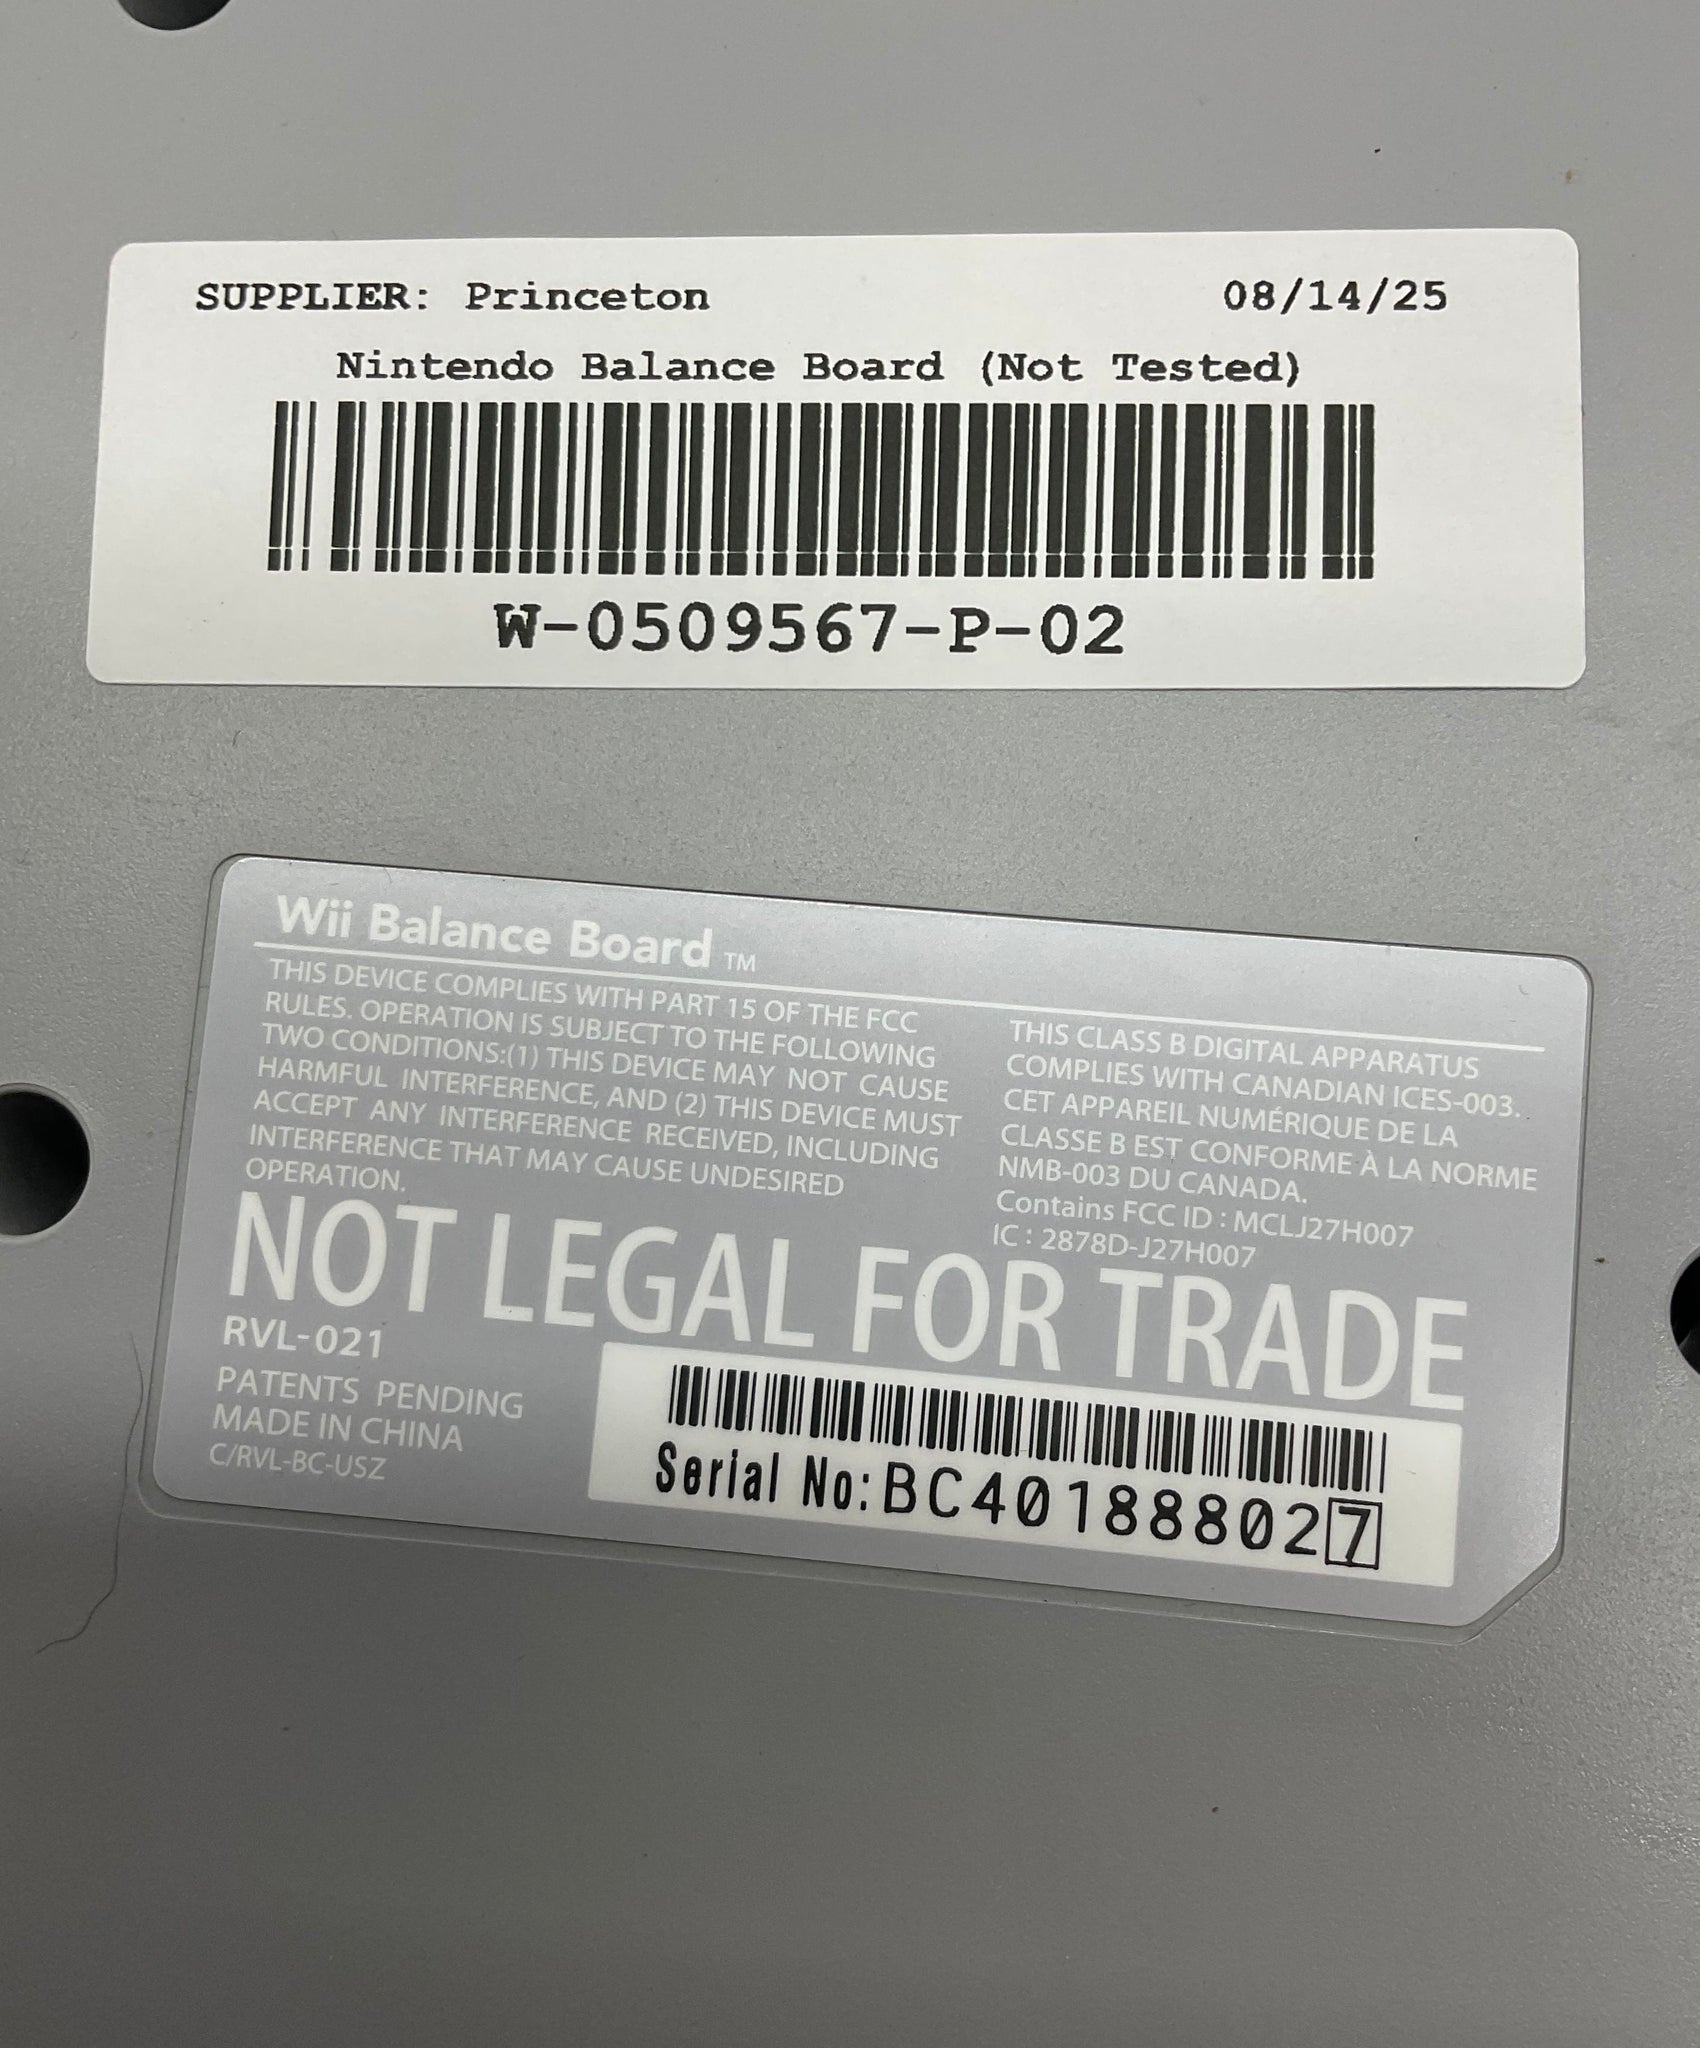 SUPPLIER: Princeton 08/14/25
Nintendo Balance Board (Not Tested)
W-0509567-P-02
Wii Balance Board TM
THIS DEVICE COMPLIES WITH PART 15 OF THE FCC
RULES. OPERATION IS SUBJECT TO THE FOLLOWING
TWO CONDITIONS:(1) THIS DEVICE MAY NOT CAUSE
HARMFUL INTERFERENCE, AND (2) THIS DEVICE MUST
ACCEPT ANY INTERFERENCE RECEIVED, INCLUDING
INTERFERENCE THAT MAY CAUSE UNDESIRED
OPERATION.
THIS CLASS B DIGITAL APPARATUS
COMPLIES WITH CANADIAN ICES-003.
CET APPAREIL NUMÉRIQUE DE LA
CLASSE B EST CONFORME À LA NORME
NMB-003 DU CANADA.
Contains FCC ID : MCLJ27H007
IC : 2878D-J27H007
NOT LEGAL FOR TRADE
RVL-021
PATENTS PENDING
MADE IN CHINA
C/RVL-BC-USZ
Serial No: BC401888027